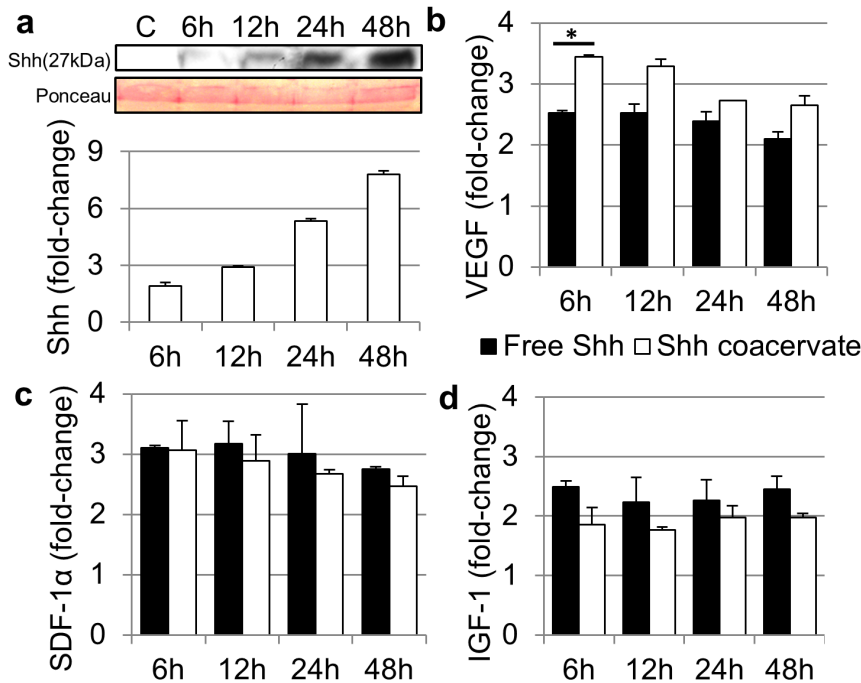 a
C 6h 12h 24h 48h
Shh(27kDa)
Ponceau
Shh (fold-change)
9
6
3
0
6h 12h 24h 48h
b
VEGF (fold-change)
4
3
2
1
0
*
6h 12h 24h 48h
Free Shh Shh coacervate
c
SDF-1α (fold-change)
4
3
2
1
0
6h 12h 24h 48h
d
IGF-1 (fold-change)
4
3
2
1
0
6h 12h 24h 48h